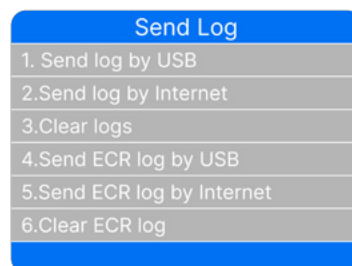 Send Log
1. Send log by USB
2.Send log by Internet
3.Clear logs
4.Send ECR log by USB
5.Send ECR log by Internet
6.Clear ECR log